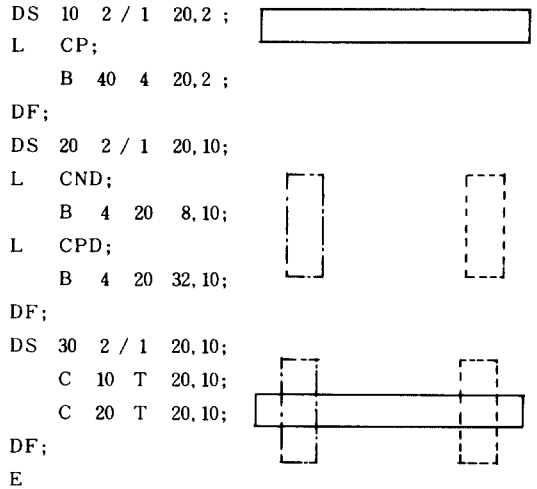 DS 10 2 / 1 20,2 ;
L CP;
B 40 4 20,2 ;
DF;
DS 20 2 / 1 20,10;
L CND;
B 4 20 8,10;
L CPD;
B 4 20 32,10;
DF;
DS 30 2 / 1 20,10;
C 10 T 20,10;
C 20 T 20,10;
DF;
E